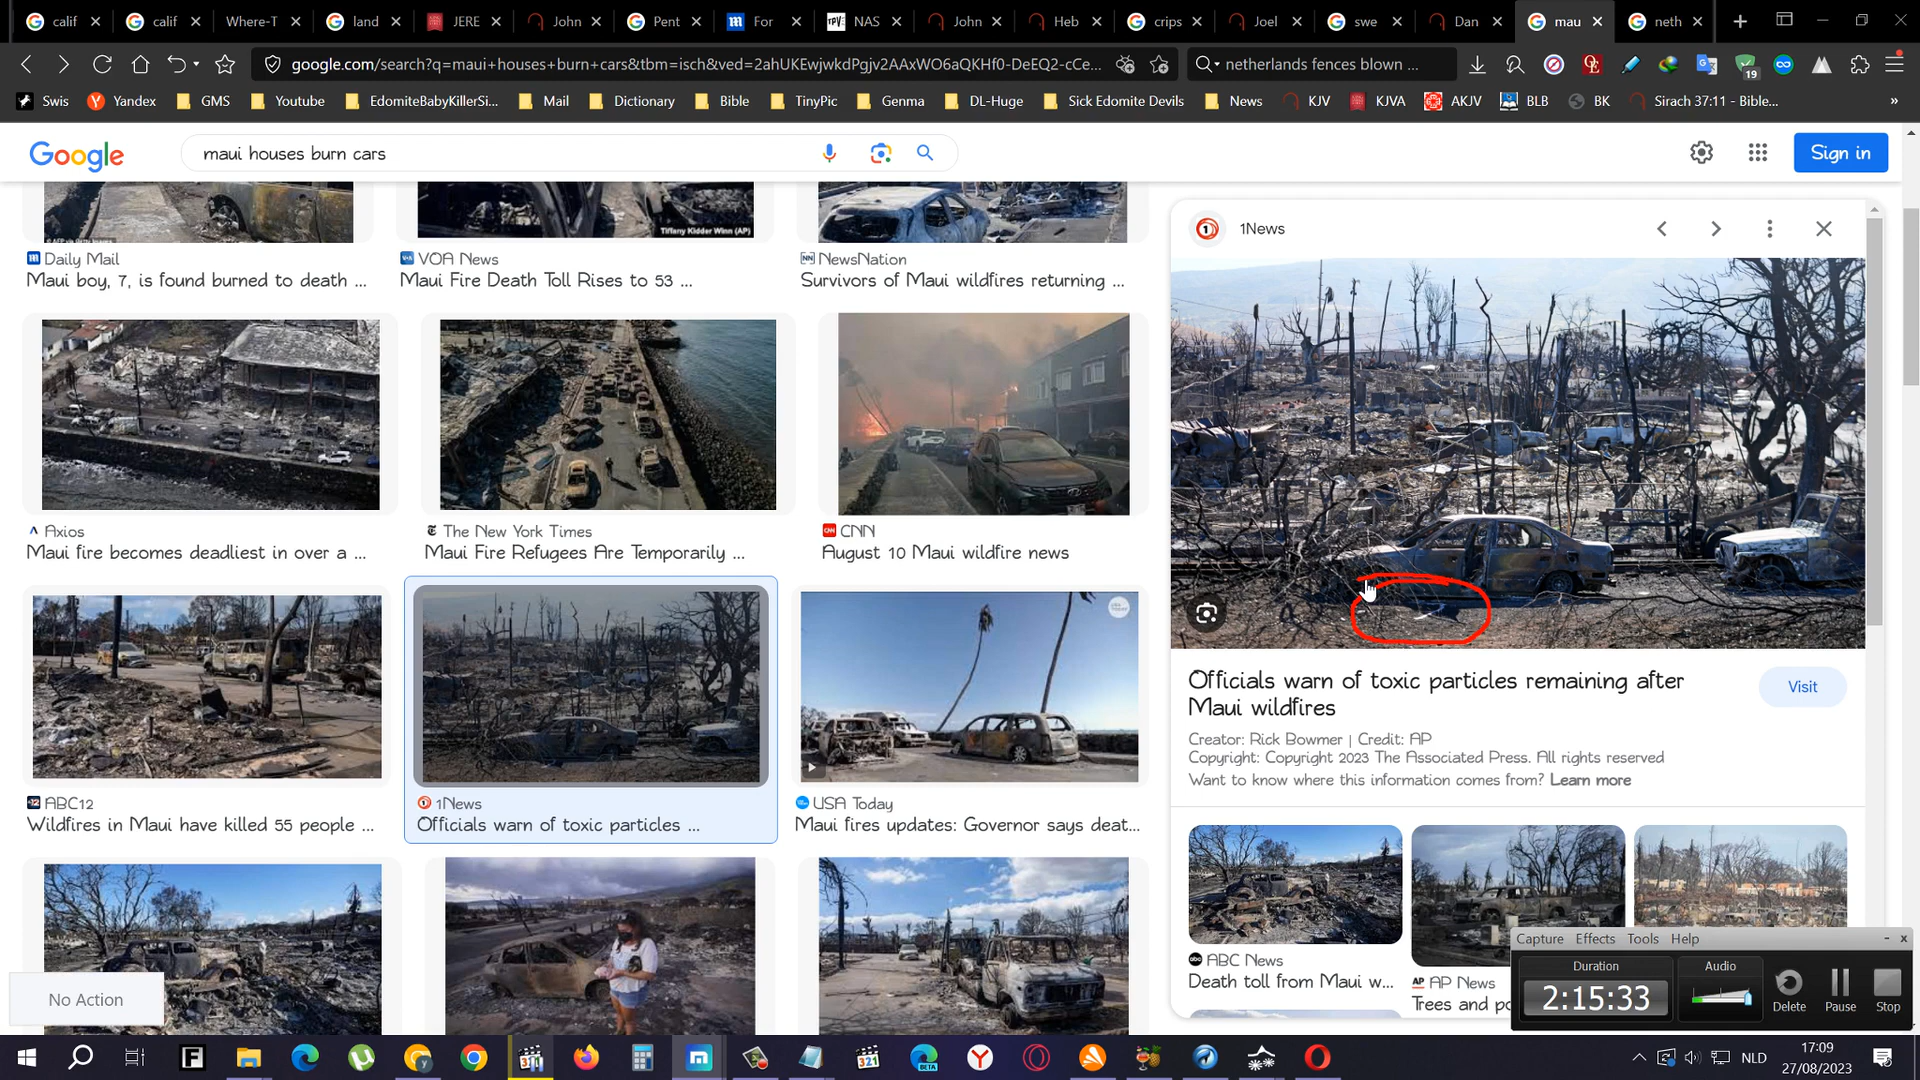 calif
calif
Where-T
land
JERE
John
Pent
For
NAS
John
Heb
crips
Joel
swe
Dan
mau
neth
google.com/search?q=maui+houses+burn+cars&tbm=isch&ved=2ahUKEwjwkdPgjv2AAxWO6aQKHf0-DeEQ2-cCe...
netherlands fences blown ...
19
Swis
Yandex
GMS
Youtube
EdomiteBabyKillerSi...
Mail
Dictionary
Bible
TinyPic
Genma
DL-Huge
Sick Edomite Devils
News
KJV
KJVA
AKJV
BLB
BK
Sirach 37:11 - Bible...
»
Google
maui houses burn cars
Sign in
Tiffany Kidder Winn (AP)
Daily Mail
Maui boy, 7, is found burned to death ...
VOA News
Maui Fire Death Toll Rises to 53 ...
NewsNation
Survivors of Maui wildfires returning ...
1News
Axios
Maui fire becomes deadliest in over a ...
The New York Times
Maui Fire Refugees Are Temporarily ...
CNN
August 10 Maui wildfire news
ABC12
Wildfires in Maui have killed 55 people ...
1News
Officials warn of toxic particles ...
USA Today
Maui fires updates: Governor says deat...
Officials warn of toxic particles remaining after
Maui wildfires
Visit
Creator: Rick Bowmer | Credit: AP
Copyright: Copyright 2023 The Associated Press. All rights reserved
Want to know where this information comes from? Learn more
ABC News
Death toll from Maui w...
AP News
Trees and po
Capture Effects Tools Help
Duration
2:15:33
Audio
Delete
Pause
Stop
No Action
NLD
17:09
27/08/2023